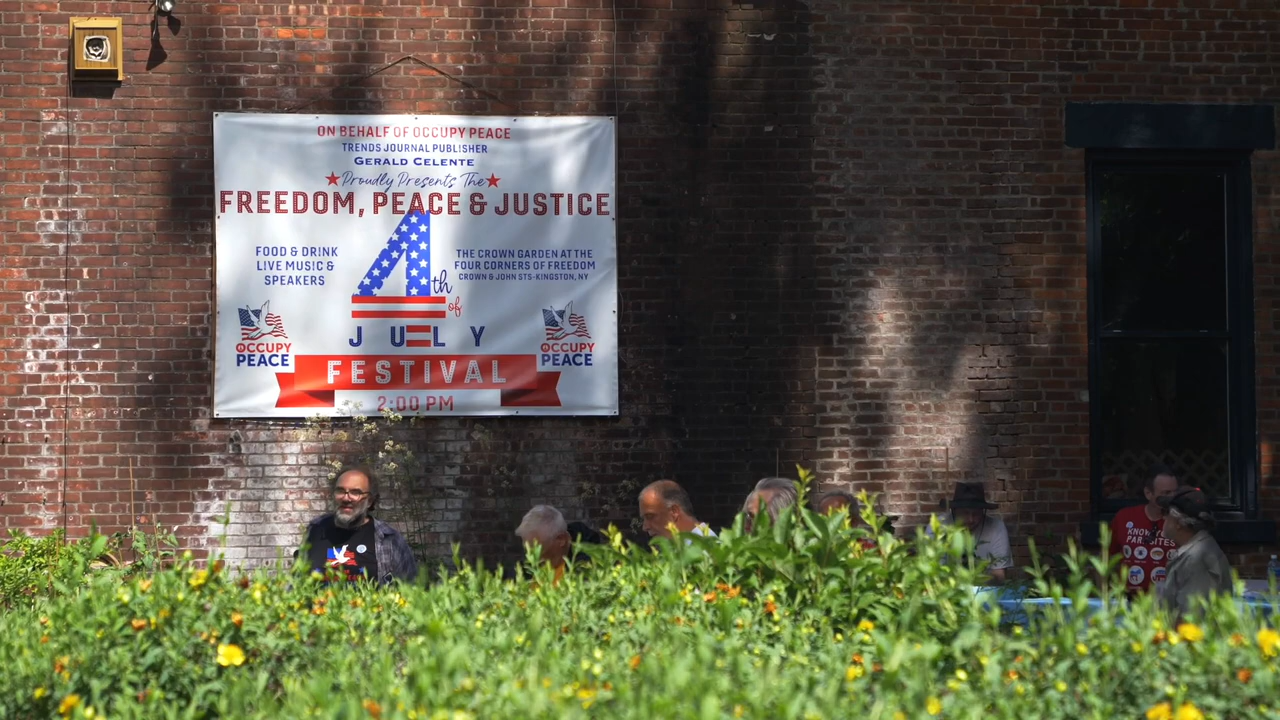 ON BEHALF OF OCCUPY PEACE
TRENDS JOURNAL PUBLISHER
GERALD CELENTE
Proudly Presents The
FREEDOM, PEACE & JUSTICE
4th
of
JULY
FOOD & DRINK
LIVE MUSIC &
SPEAKERS
THE CROWN GARDEN AT THE
FOUR CORNERS OF FREEDOM
CROWN & JOHN STS-KINGSTON, NY
OCCUPY
PEACE
OCCUPY
PEACE
FESTIVAL
2:00 PM
KNOW